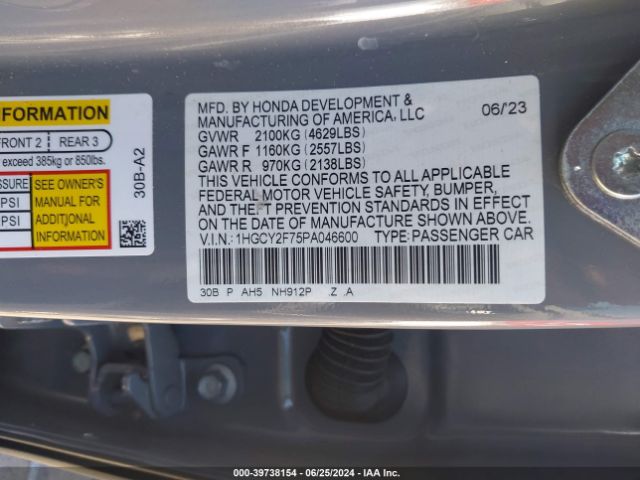 NFORMATION
FRONT 2 REAR 3
exceed 385kg or 850lbs.
SSURE SEE OWNER'S
PSI MANUAL FOR
PSI ADDITIONAL
INFORMATION
30B-A2
MFD. BY HONDA DEVELOPMENT & 06/23
MANUFACTURING OF AMERICA, LLC
GVWR 2100KG (4629LBS)
GAWR F 1160KG (2557LBS)
GAWR R 970KG (2138LBS)
THIS VEHICLE CONFORMS TO ALL APPLICABLE
FEDERAL MOTOR VEHICLE SAFETY, BUMPER,
AND THEFT PREVENTION STANDARDS IN EFFECT
ON THE DATE OF MANUFACTURE SHOWN ABOVE.
V.I.N.: 1HGCY2F75PA046600 TYPE: PASSENGER CAR
30B P AH5 NH912P .Z .A
000-39738154 - 06/25/2024 - IAA Inc.